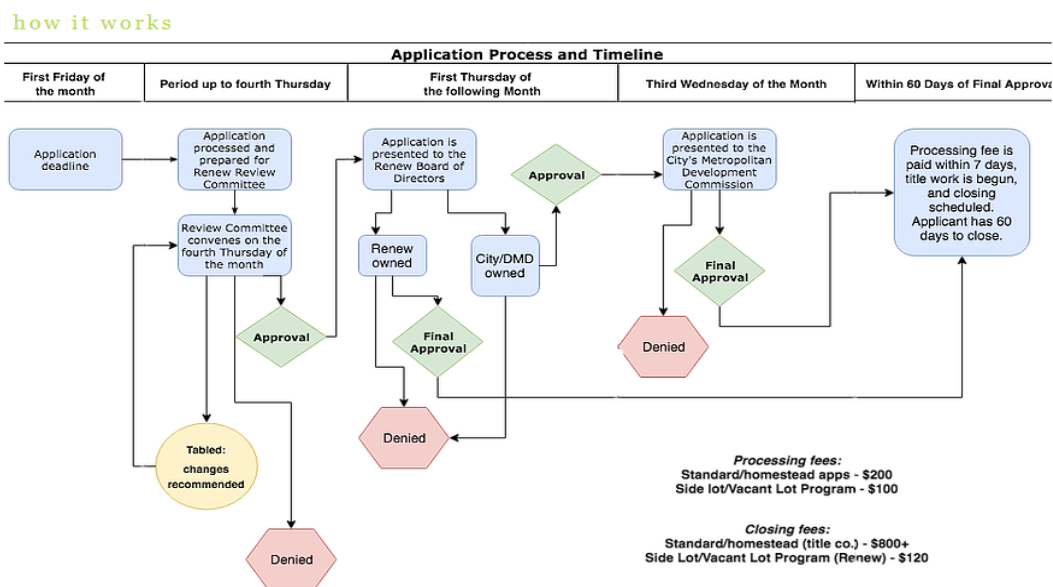 how it works
Application Process and Timeline
First Friday of
the month
Period up to fourth Thursday
First Thursday of
the following Month
Third Wednesday of the Month
Within 60 Days of Final Approva
Application
deadline
Application
processed and
prepared for
Renew Review
Committee
Review Committee
convenes on the
fourth Thursday of
the month
Approval
Tabled:
changes
recommended
Denied
Application is
presented to the
Renew Board of
Directors
Renew
owned
City/DMD
owned
Final
Approval
Denied
Approval
Application is
presented to the
City's Metropolitan
Development
Commission
Final
Approval
Denied
Processing fee is
paid within 7 days,
title work is begun,
and closing
scheduled.
Applicant has 60
days to close.
Processing fees:
Standard/homestead apps - $200
Side lot/Vacant Lot Program - $100
Closing fees:
Standard/homestead (title co.) - $800+
Side Lot/Vacant Lot Program (Renew) - $120